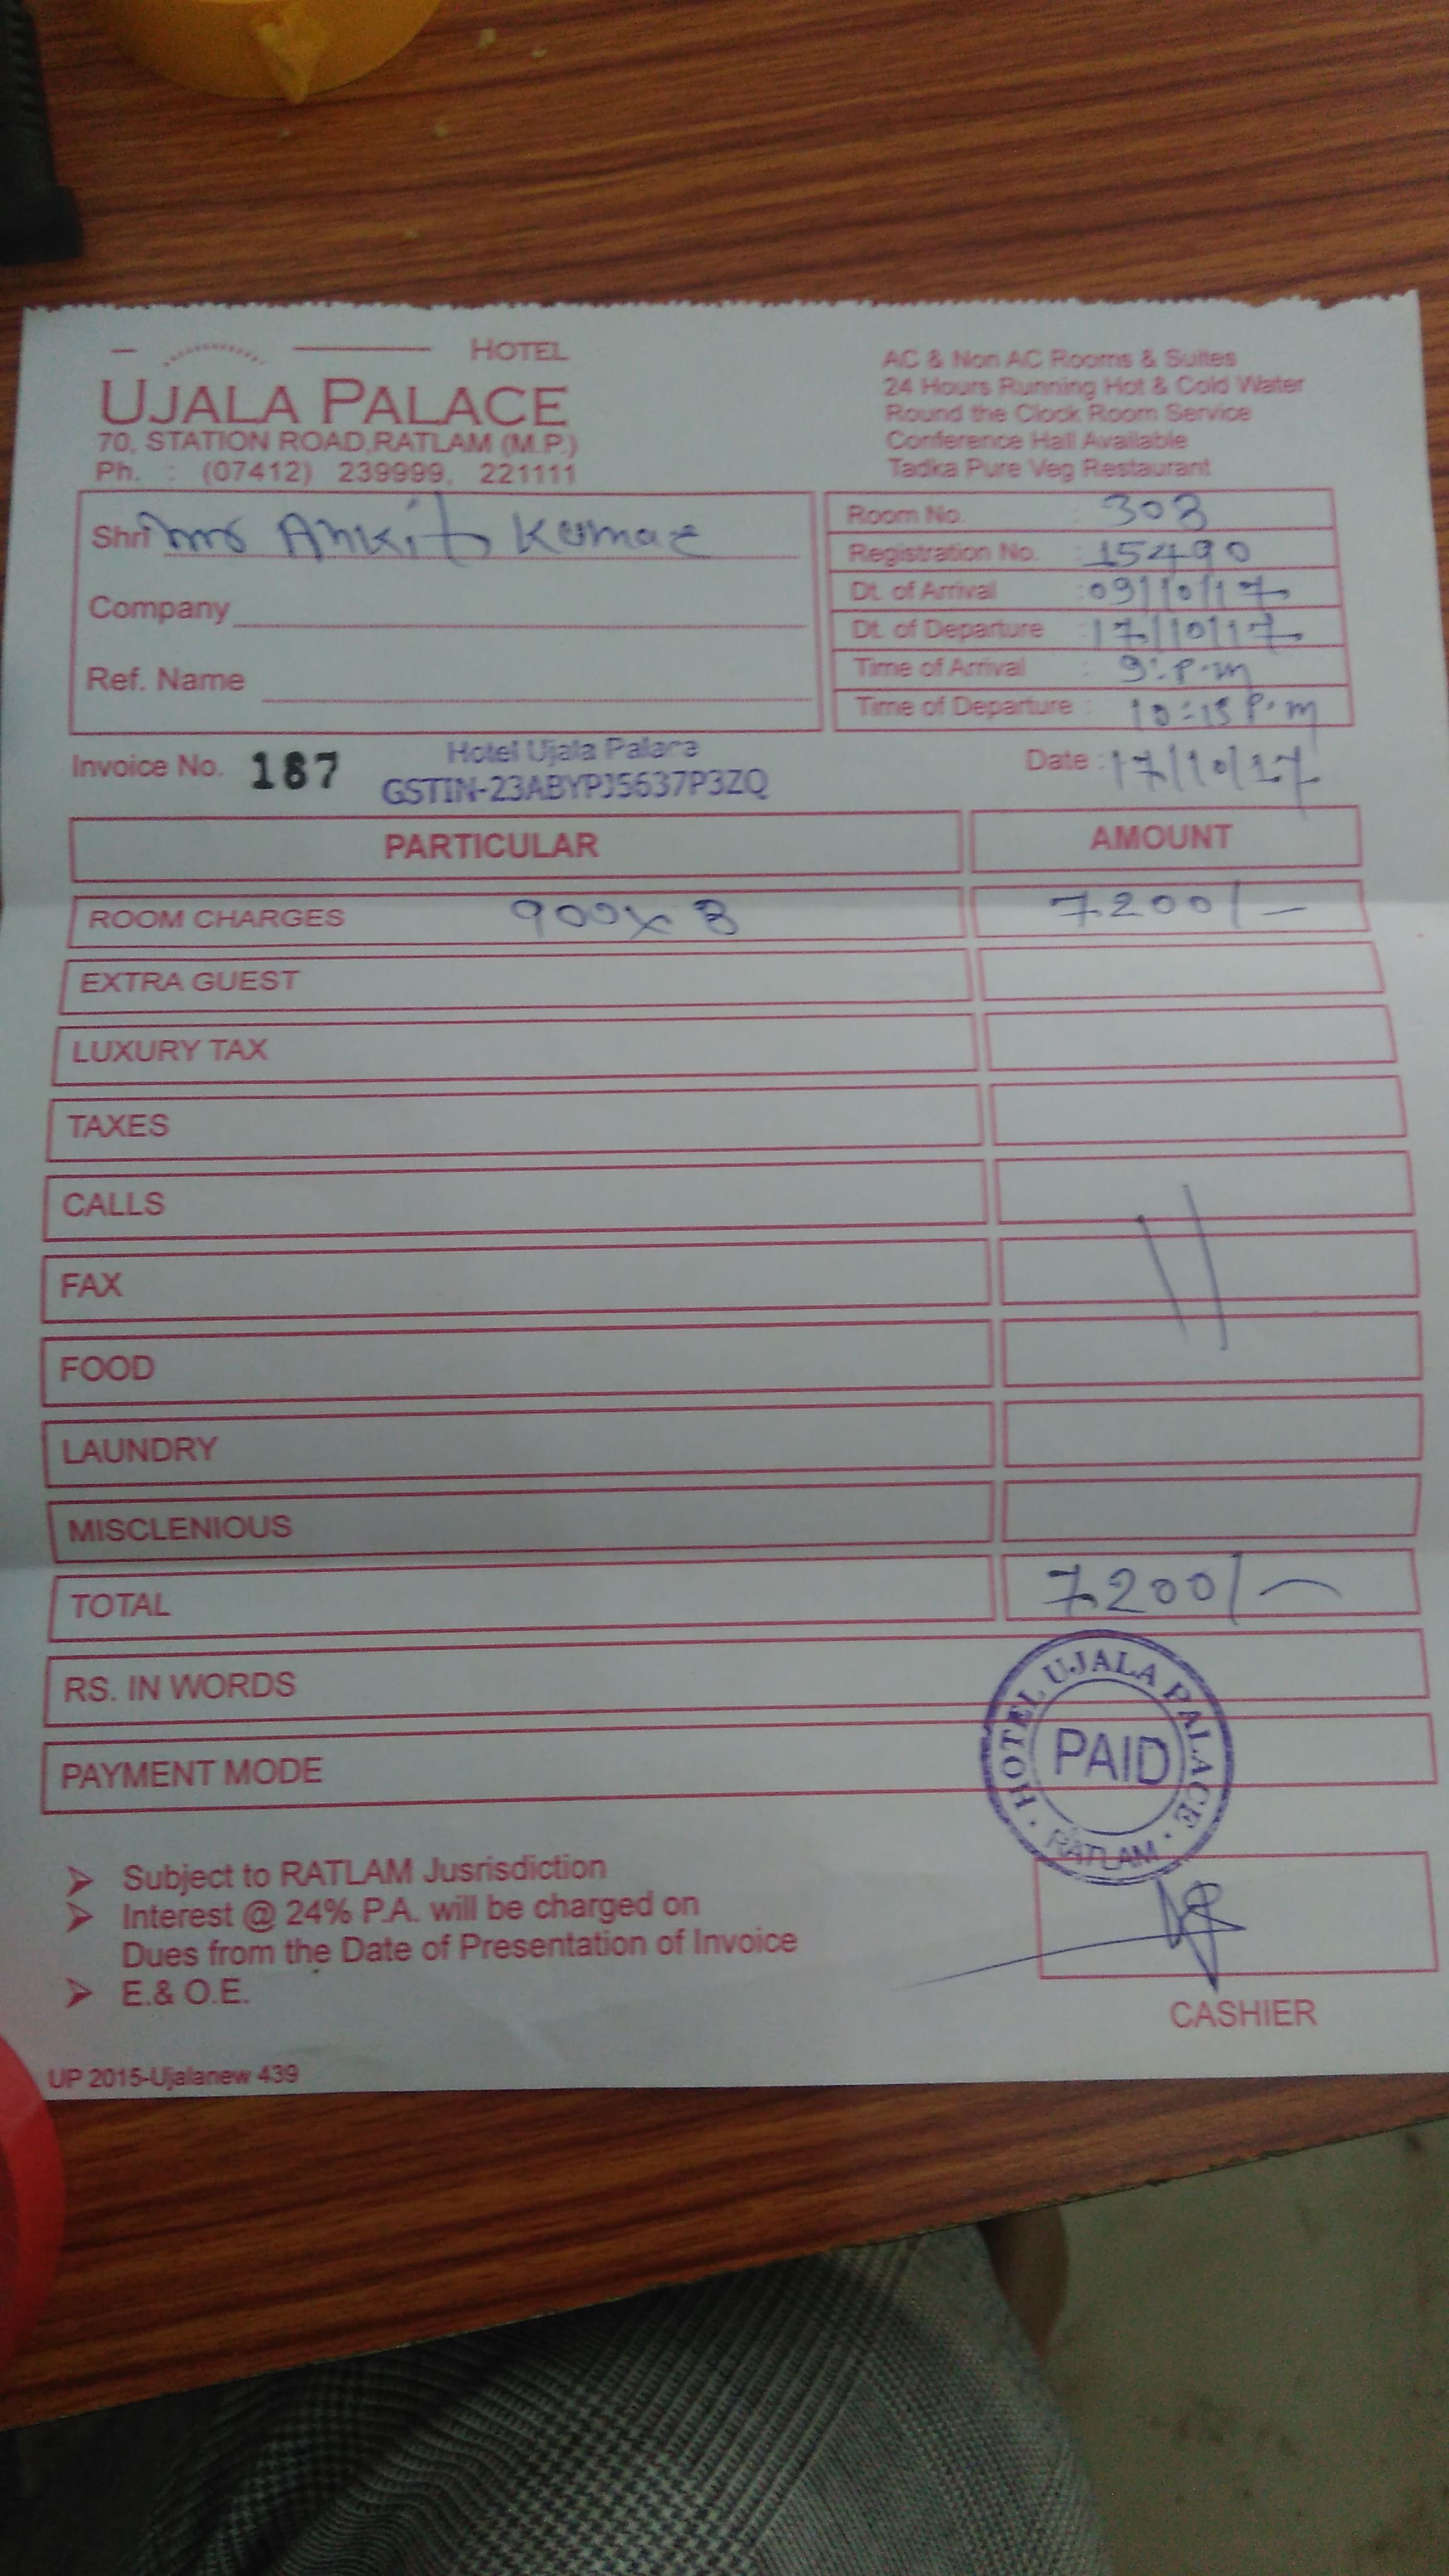 HOTEL
UJALA PALACE
70, STATION ROAD,RATLAM (M.P.)
Ph. : (07412) 239999, 221111
AC & Non AC Rooms & Suites
24 Hours Running Hot & Cold Water
Round the Clock Room Service
Conference Hall Available
Tadka Pure Veg Restaurant
Shri Ankit Kumar
Company
Ref. Name
Room No. : 303
Registration No. : 15490
Dt. of Arrival : 09/10/17
Dt. of Departure : 17/10/17
Time of Arrival : 9:P.m
Time of Departure : 10:15 P.m
Invoice No. 187
Hotel Ujala Palace
GSTIN-23ABYPJ5637P3ZQ
Date : 17/10/17
PARTICULAR AMOUNT
ROOM CHARGES 900x8 7200/-
EXTRA GUEST
LUXURY TAX
TAXES
CALLS
FAX
FOOD
LAUNDRY
MISCLENIOUS
TOTAL 7200/-
RS. IN WORDS
PAYMENT MODE
HOTEL UJALA PALACE
PAID
RATLAM
Subject to RATLAM Jusrisdiction
Interest @ 24% P.A. will be charged on
Dues from the Date of Presentation of Invoice
E.& O.E.
CASHIER
UP 2015-Ujalanew 439